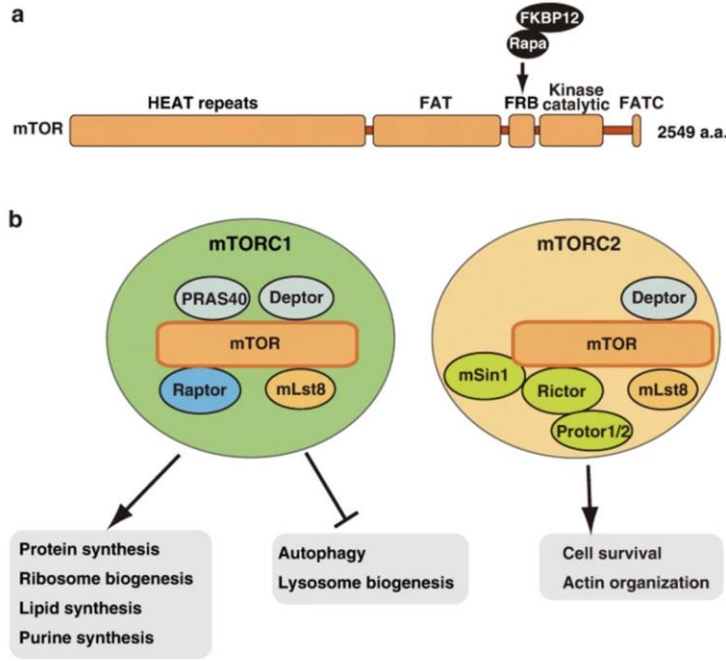 a
FKBP12
Rapa
HEAT repeats
FAT
FRB
Kinase
catalytic
FATC
mTOR
2549 a.a.
b
mTORC1
PRAS40
Deptor
mTOR
Raptor
mLst8
mTORC2
Deptor
mTOR
mSin1
Rictor
mLst8
Protor1/2
Protein synthesis
Ribosome biogenesis
Lipid synthesis
Purine synthesis
Autophagy
Lysosome biogenesis
Cell survival
Actin organization